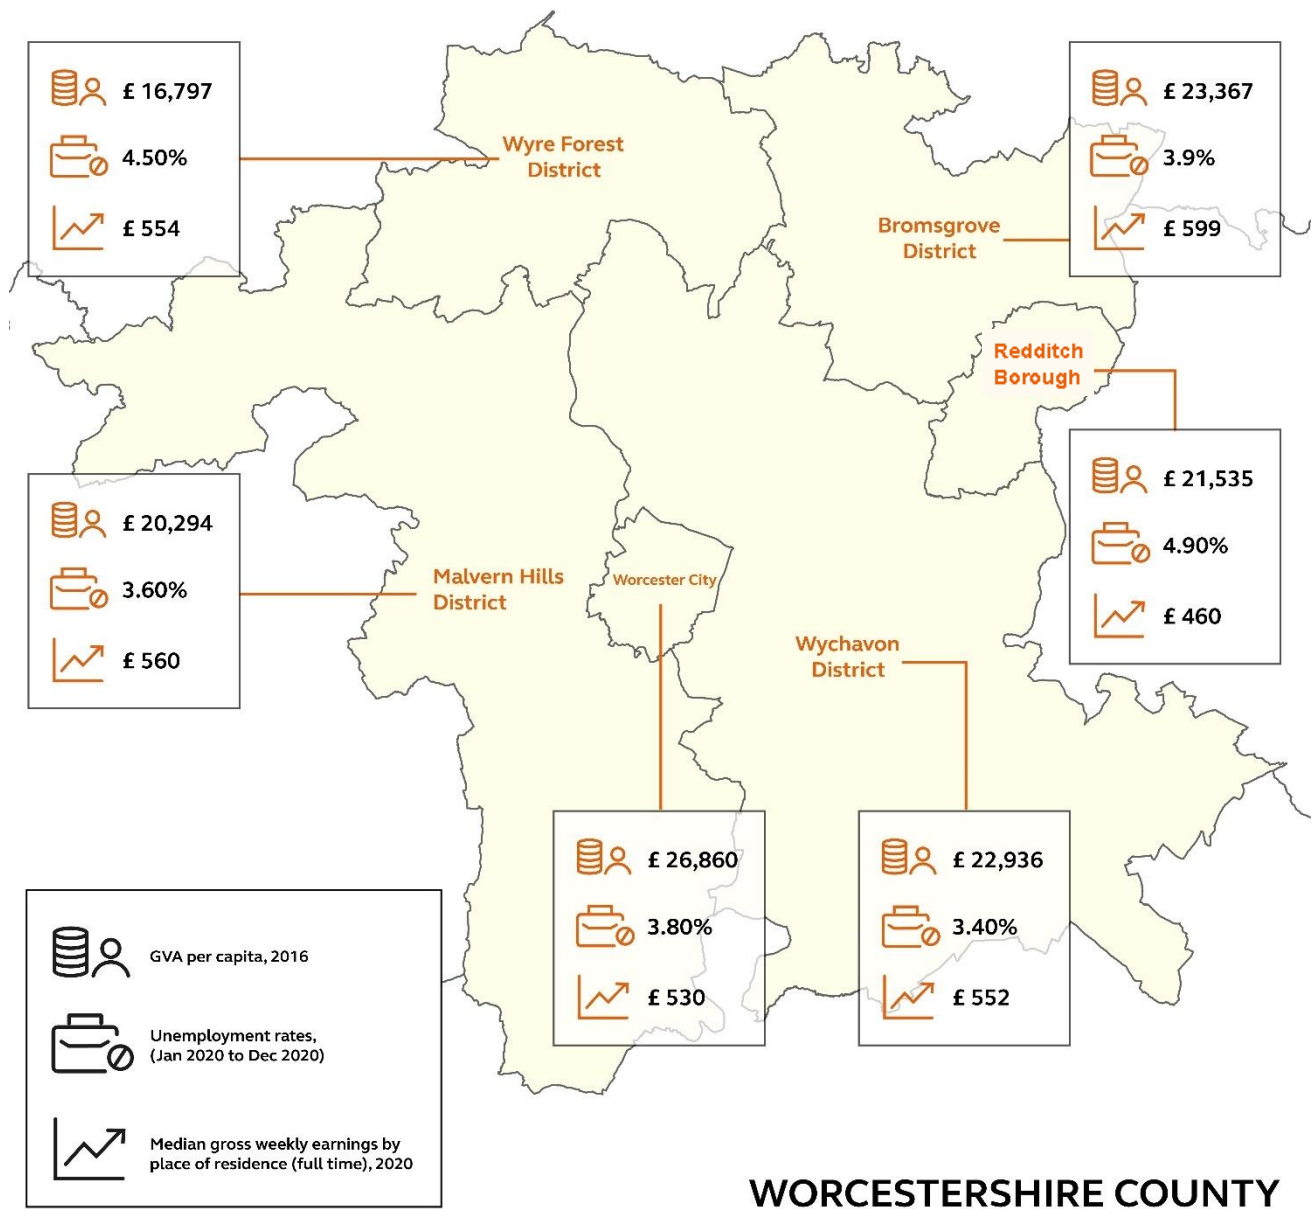 £ 16,797
4.50%
£ 554
Wyre Forest
District
£ 23,367
3.9%
£ 599
Bromsgrove
District
Redditch
Borough
£ 21,535
4.90%
£ 460
£ 20,294
3.60%
£ 560
Malvern Hills
District
Worcester City
Wychavon
District
£ 26,860
3.80%
£ 530
£ 22,936
3.40%
£ 552
GVA per capita, 2016
Unemployment rates,
(Jan 2020 to Dec 2020)
Median gross weekly earnings by
place of residence (full time), 2020
WORCESTERSHIRE COUNTY